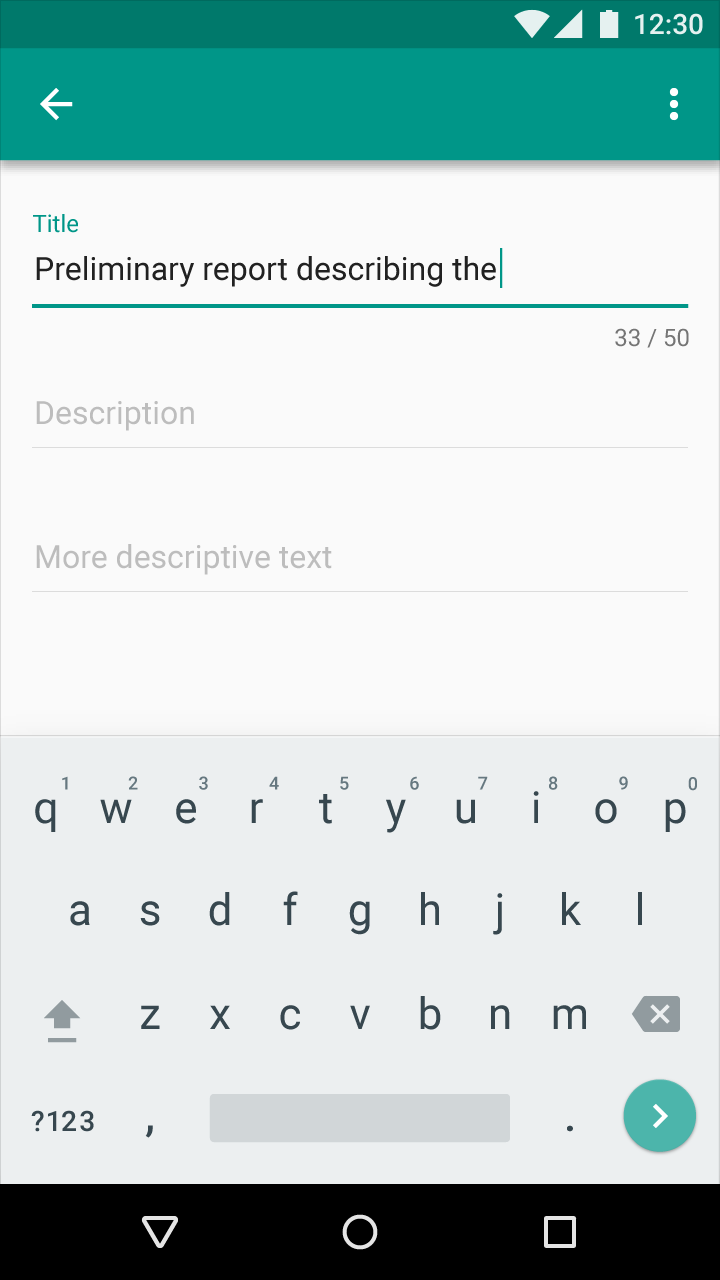 12:30
Title
Preliminary report describing the
33 / 50
Description
More descriptive text
1 2 3 4 5 6 7 8 9 0
q w e r t y u i o p
a s d f g h j k l
z x c v b n m
?123 , .